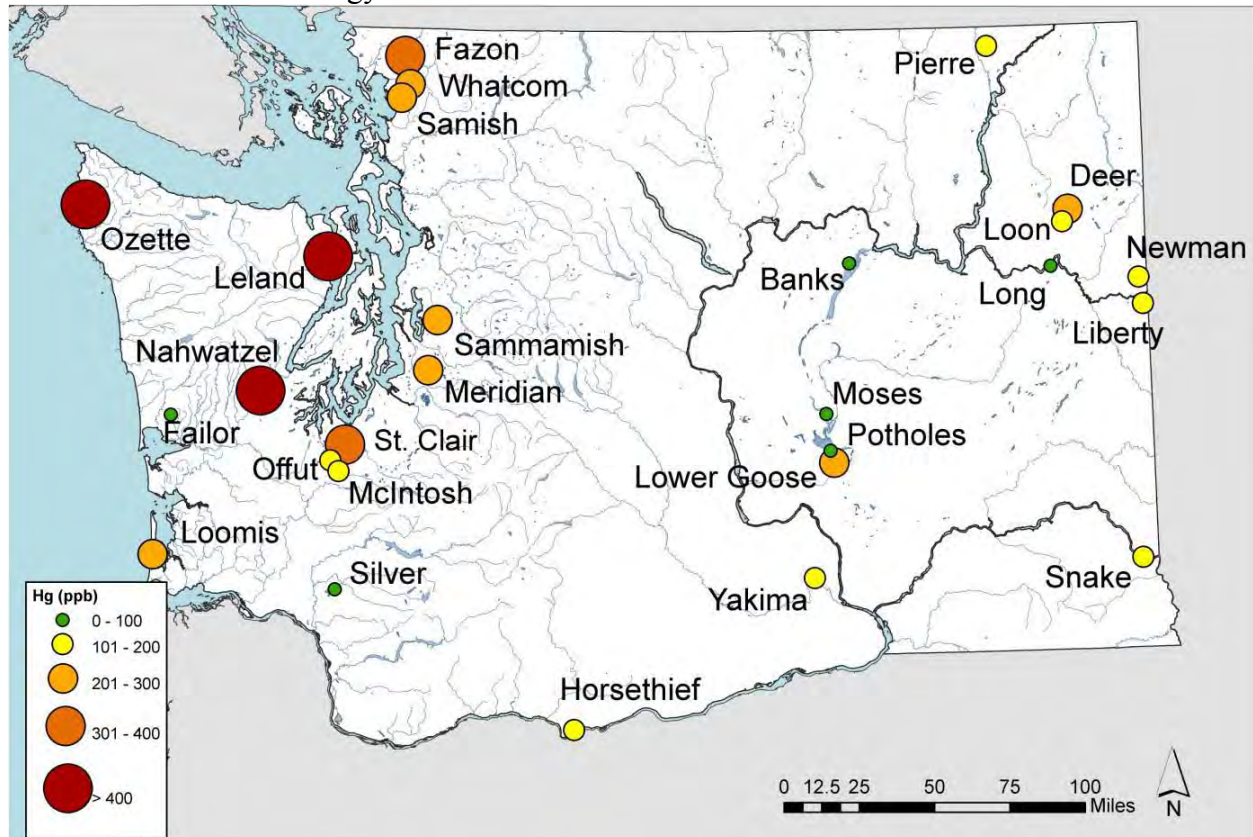 Fazon
Whatcom
Samish
Pierre
Ozette
Leland
Deer
Loon
Newman
Banks
Long
Liberty
Sammamish
Nahwatzel
Meridian
Failor
St. Clair
Moses
Potholes
Offut
McIntosh
Lower Goose
Loomis
Silver
Yakima
Snake
Horsethief
Hg (ppb)
0 - 100
101 - 200
201 - 300
301 - 400
> 400
0 12.5 25 50 75 100
Miles
N